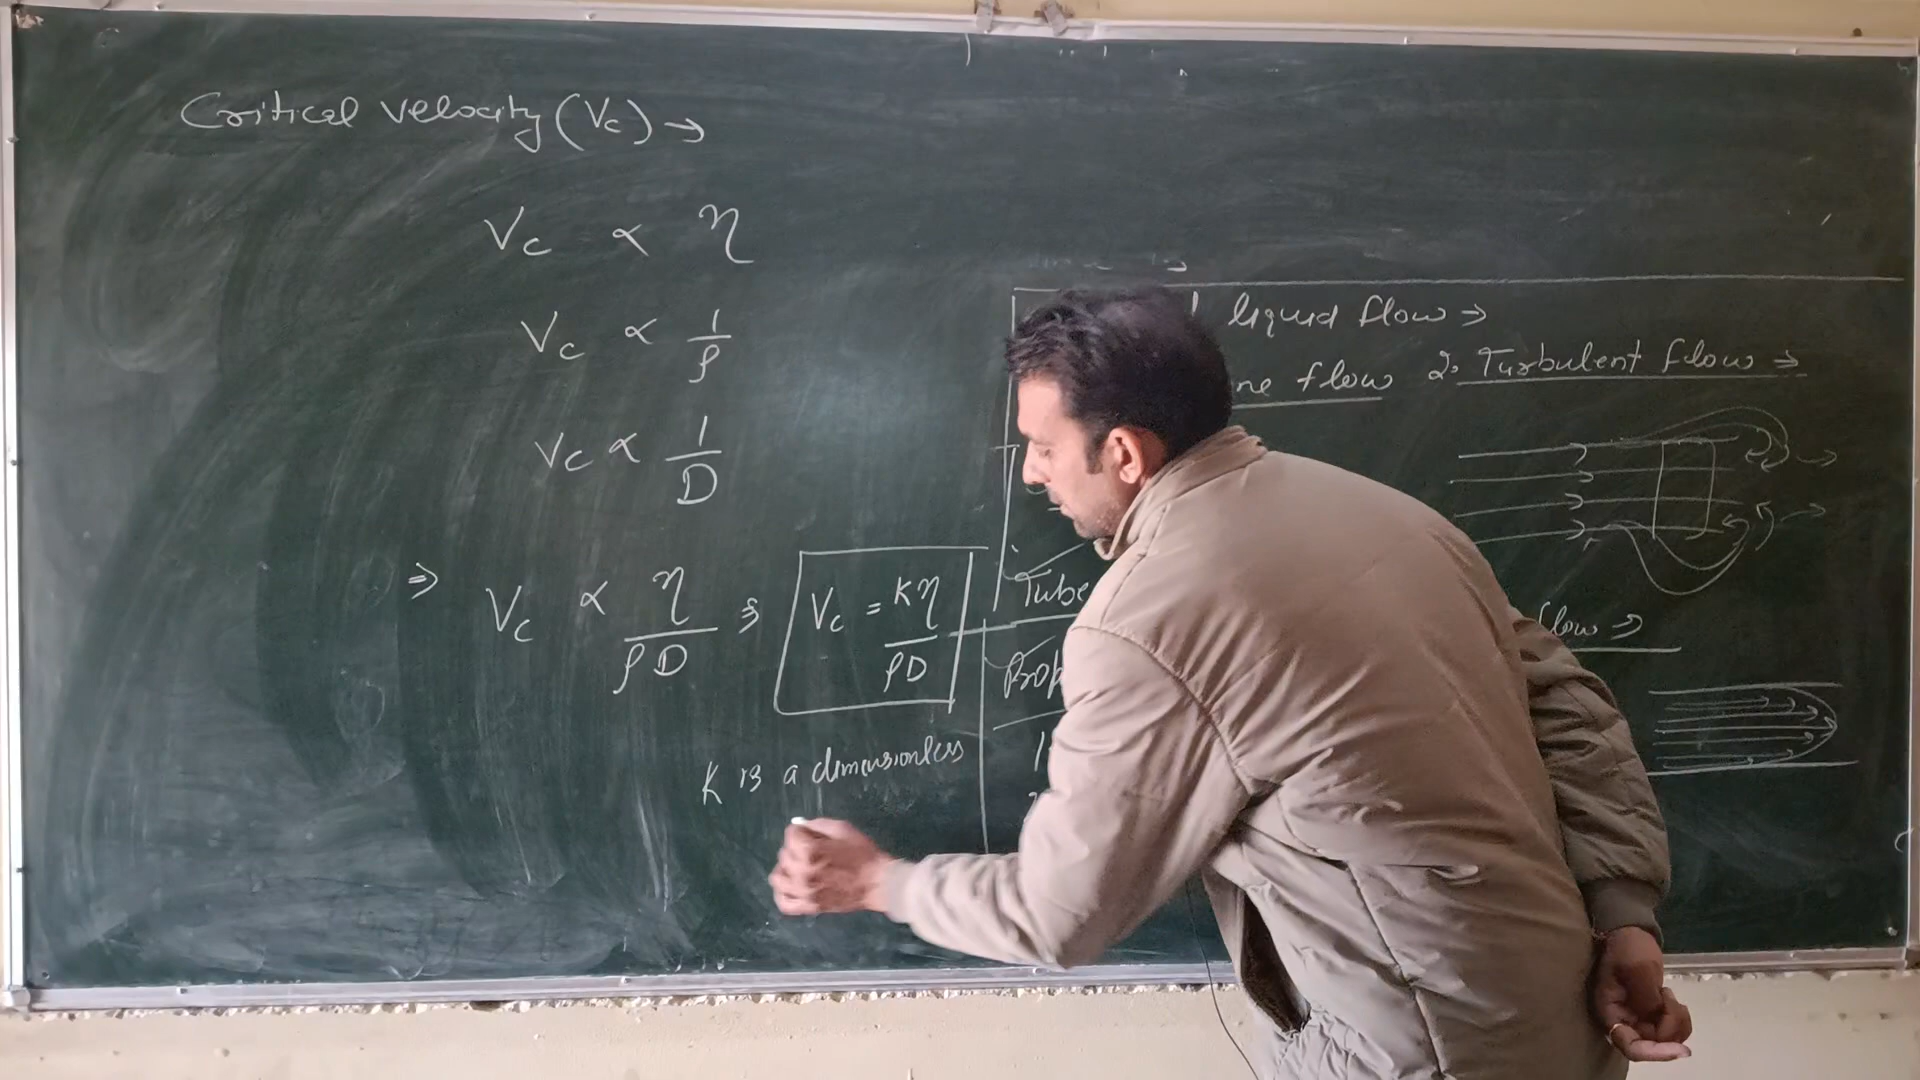 Critical velocity (Vc) →
Vc ∝ η
Vc ∝ 1/ρ
Vc ∝ 1/D
⇒ Vc ∝ η/ρD ; Vc = Kη/ρD
K is a dimensionless
liquid flow →
ne flow 2. Turbulent flow →
Tube
flow →
Prop